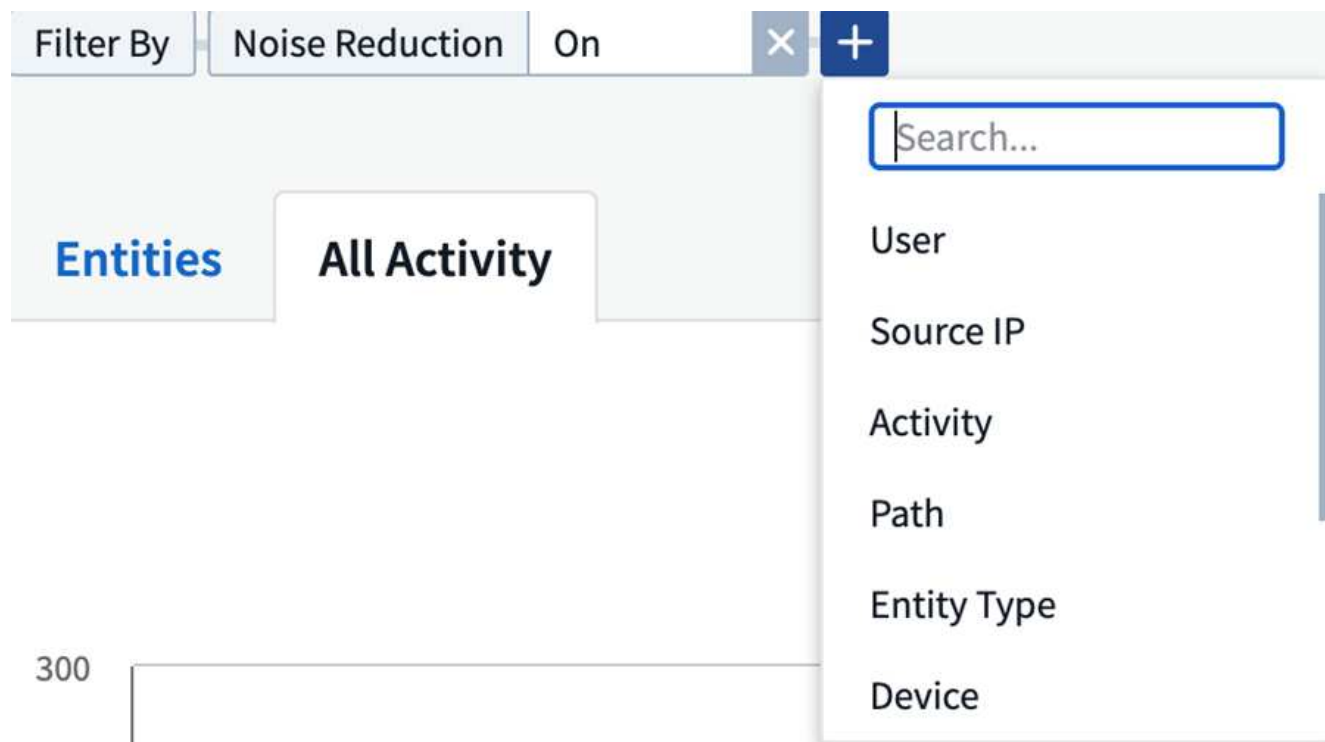 Filter By Noise Reduction On × +
Search...
Entities All Activity
User
Source IP
Activity
Path
Entity Type
300
Device